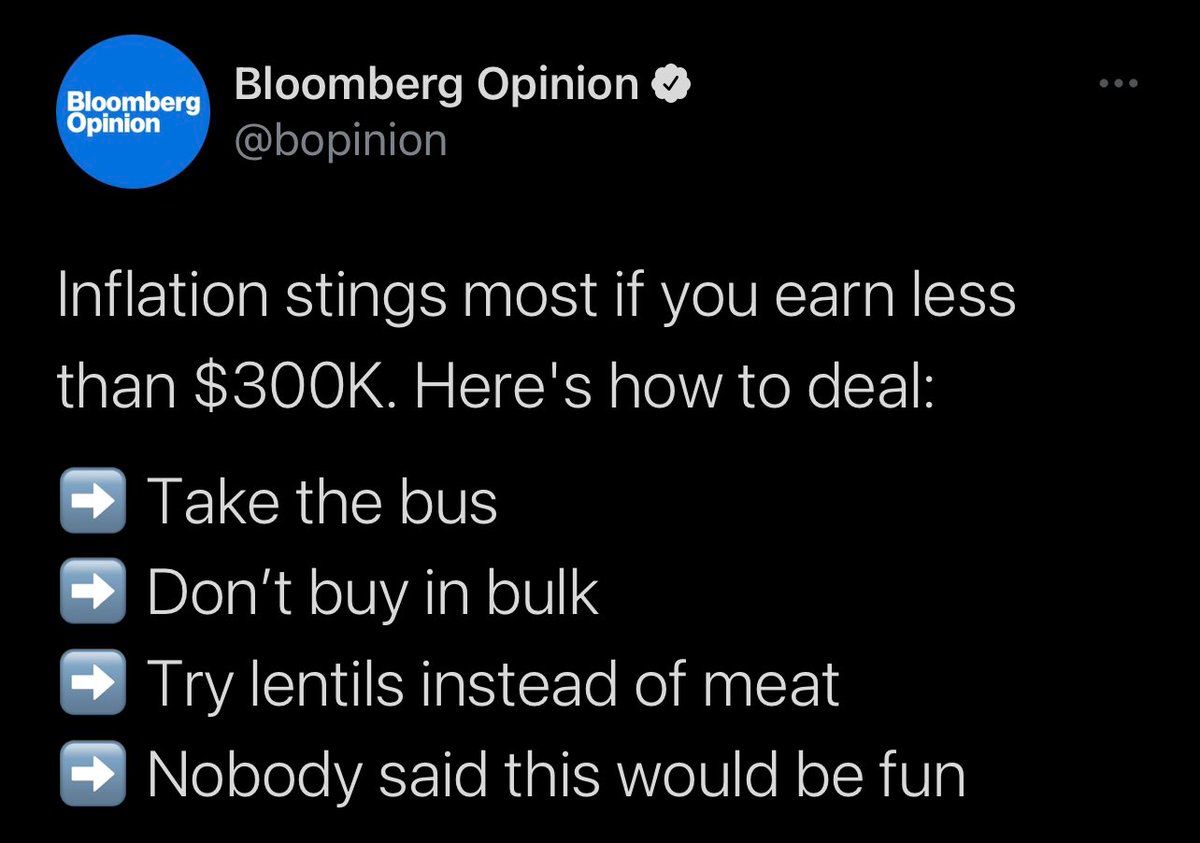 Bloomberg
Opinion
Bloomberg Opinion
@bopinion
Inflation stings most if you earn less
than $300K. Here's how to deal:
➡️ Take the bus
➡️ Don’t buy in bulk
➡️ Try lentils instead of meat
➡️ Nobody said this would be fun